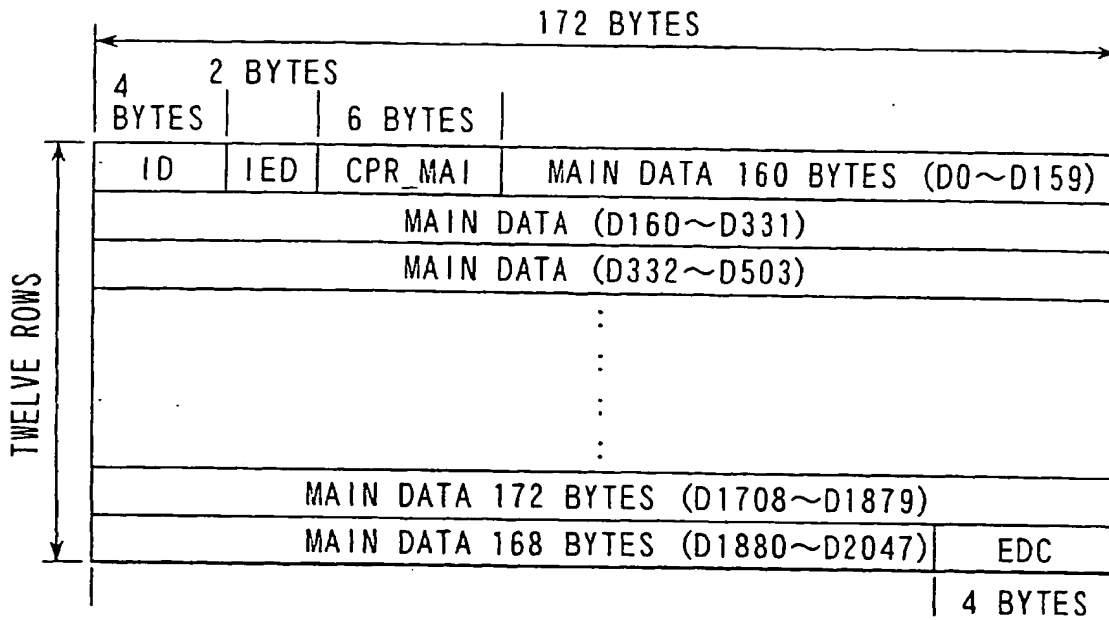 172 BYTES
2 BYTES
4
BYTES
6 BYTES
ID
IED
CPR_MAI
MAIN DATA 160 BYTES (D0～D159)
MAIN DATA (D160～D331)
MAIN DATA (D332～D503)
TWELVE ROWS
MAIN DATA 172 BYTES (D1708～D1879)
MAIN DATA 168 BYTES (D1880～D2047)
EDC
4 BYTES